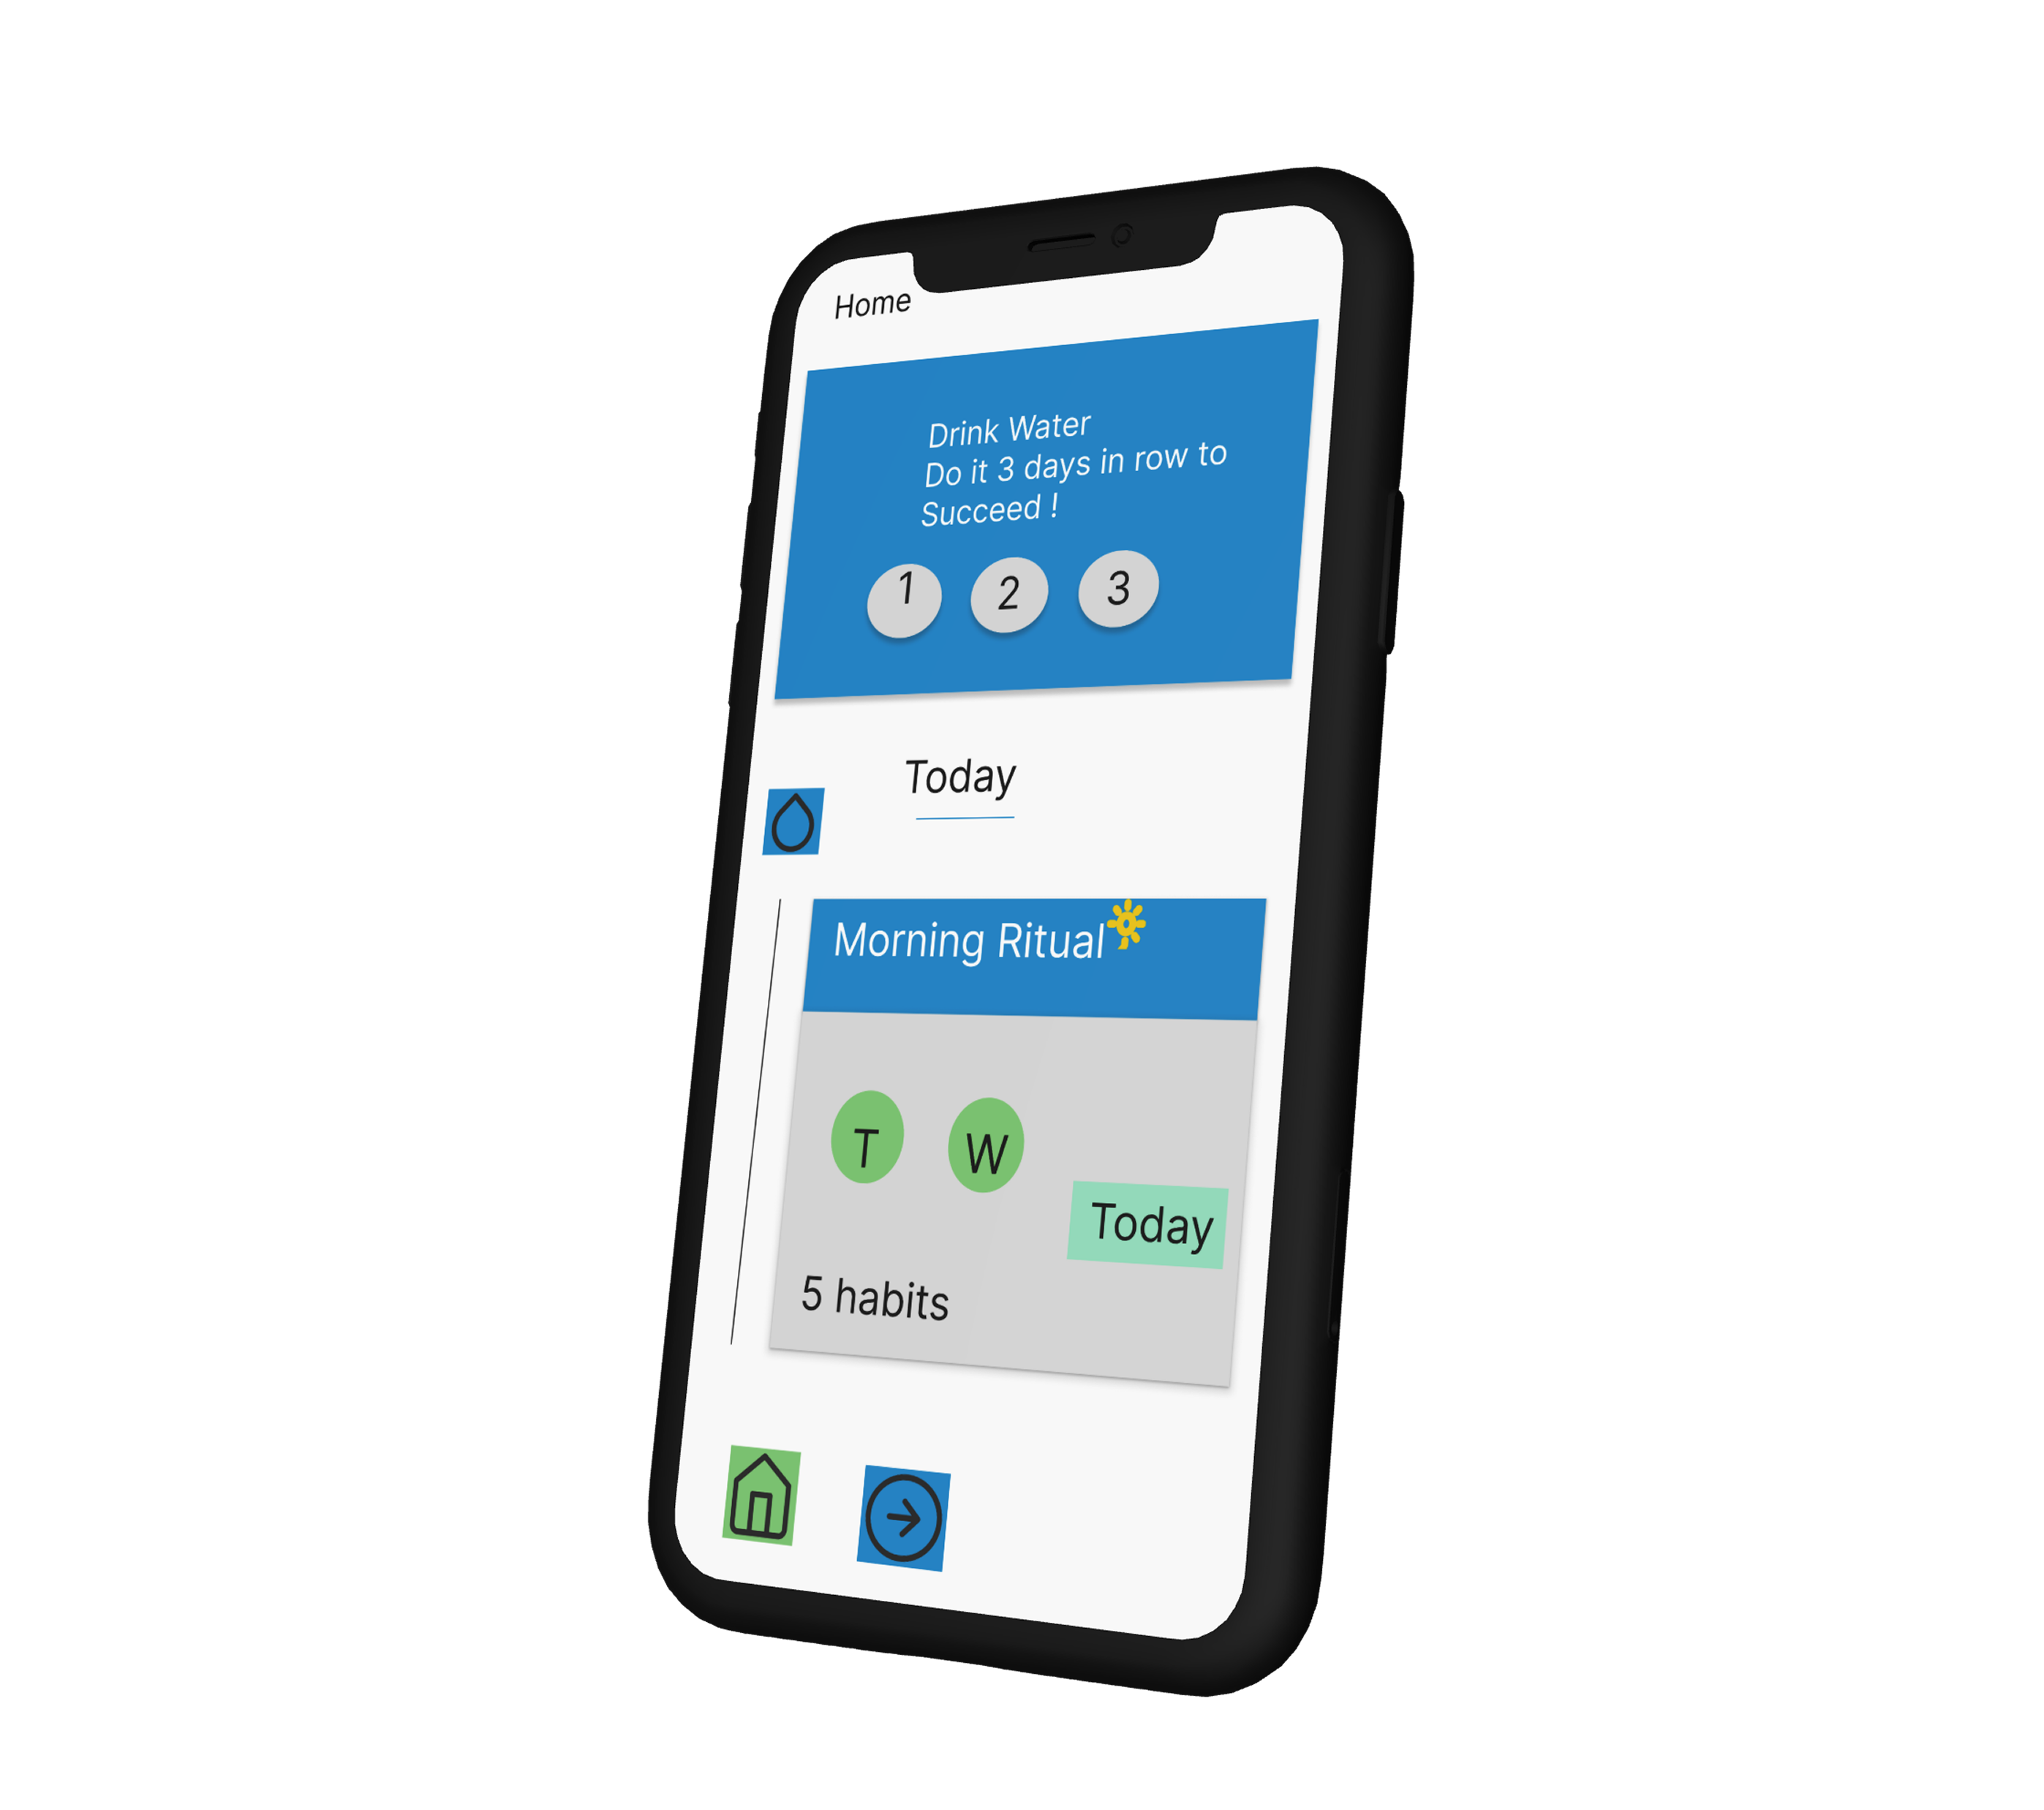 Home
Drink Water
Do it 3 days in row to
Succeed !
1 2 3
Today
Morning Ritual
T W
Today
5 habits